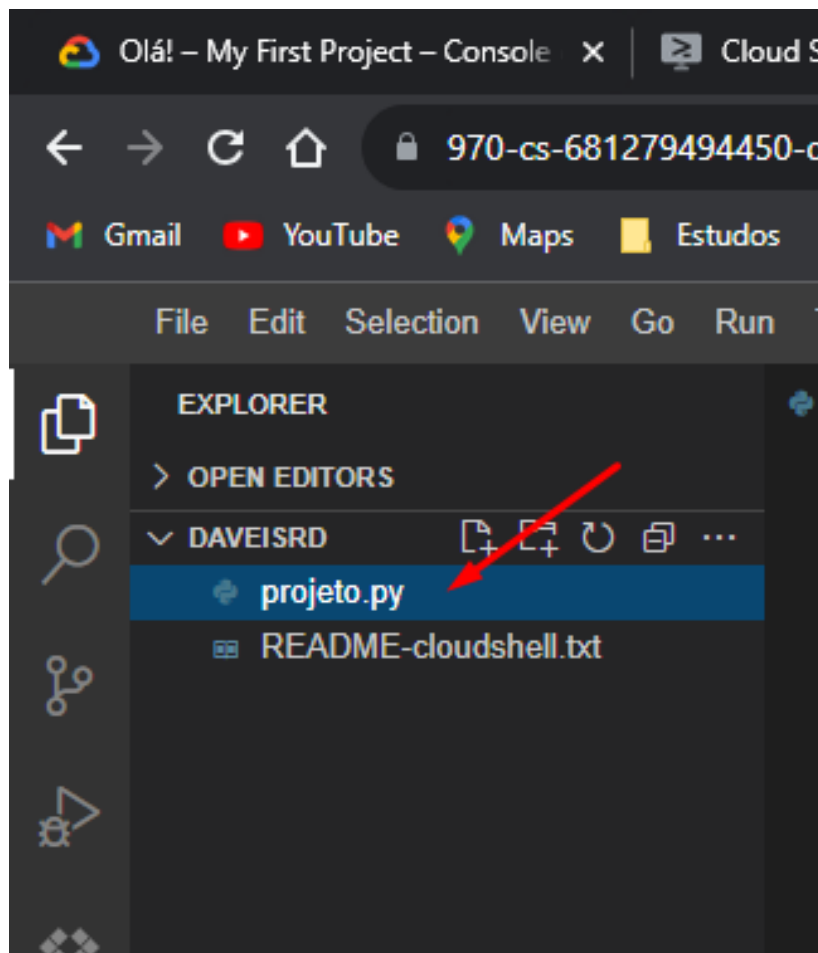 Olá! – My First Project – Console
Cloud S
970-cs-681279494450-
Gmail YouTube Maps Estudos
File Edit Selection View Go Run
EXPLORER
OPEN EDITORS
DAVEISRD
projeto.py
README-cloudshell.txt